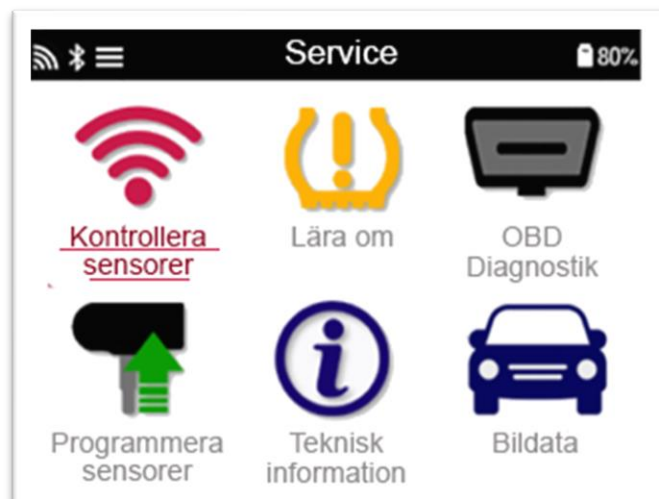 Service
80%
Kontrollera
sensorer
Lära om
OBD
Diagnostik
Programmera
sensorer
Teknisk
information
Bildata